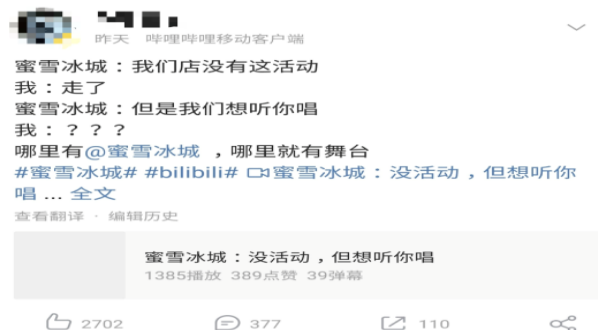 昨天 哔哩哔哩移动客户端
蜜雪冰城：我们店没有这活动
我：走了
蜜雪冰城：但是我们想听你唱
我：？？？
哪里有@蜜雪冰城 ，哪里就有舞台
#蜜雪冰城# #bilibili# 蜜雪冰城：没活动，但想听你
唱 ... 全文
查看翻译 · 编辑历史
蜜雪冰城：没活动，但想听你唱
1385播放 389点赞 39弹幕
2702 377 110